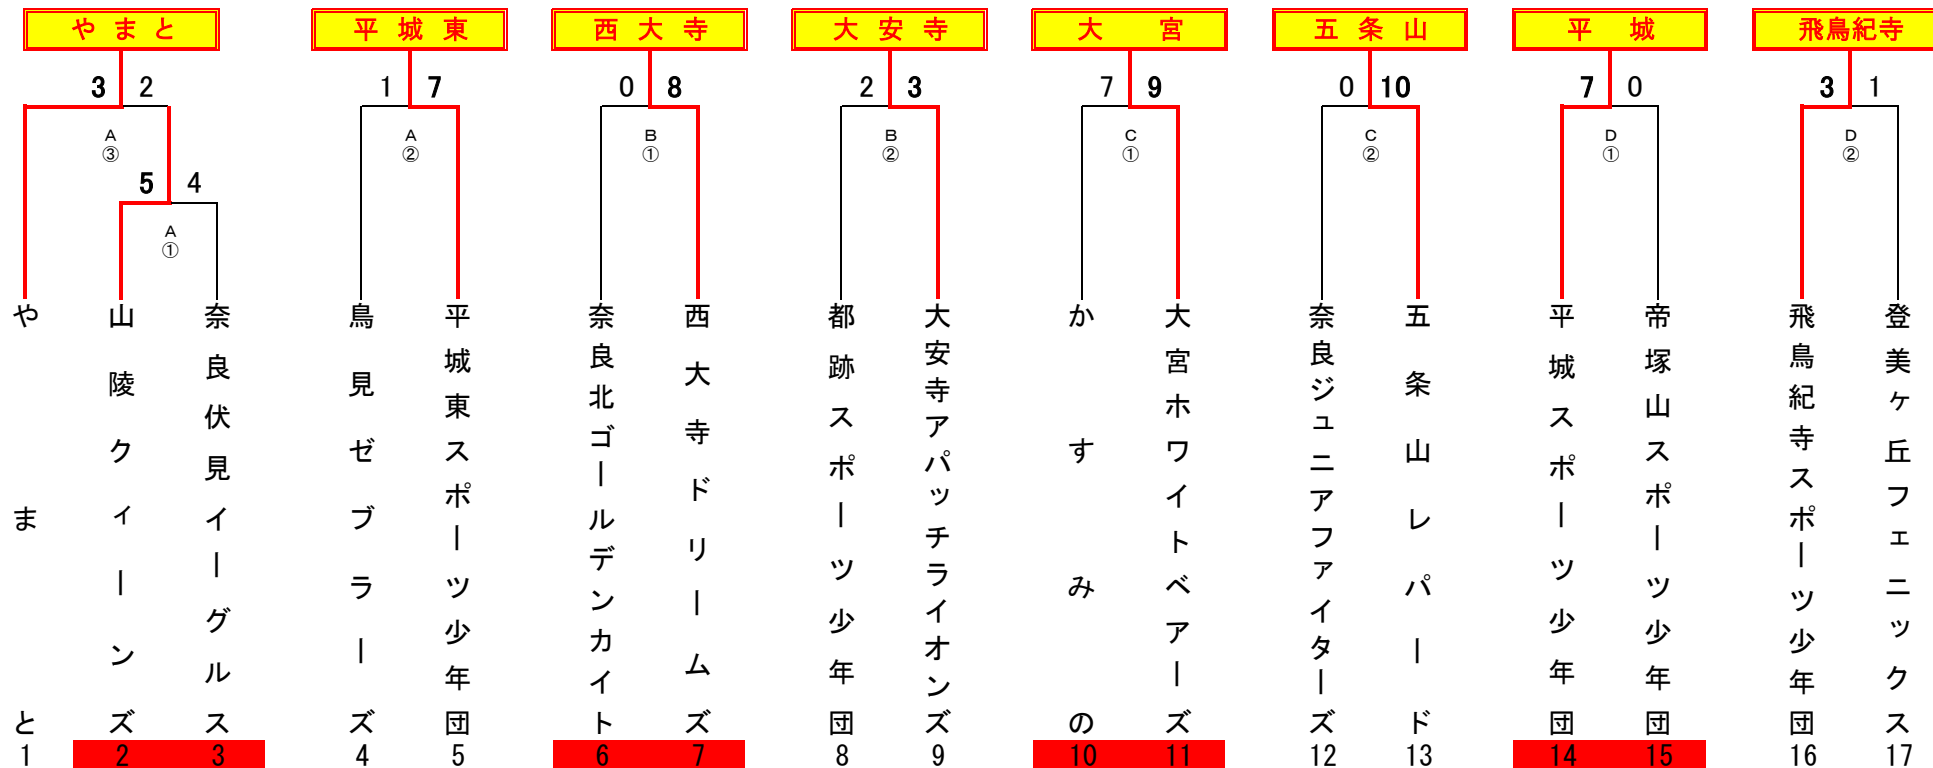 やまと
平城東
西大寺
大安寺
大宮
五条山
平城
飛鳥紀寺
3 2
1 7
0 8
2 3
7 9
0 10
7 0
3 1
A
③
A
②
B
①
B
②
C
①
C
②
D
①
D
②
5 4
A
①
やまと
山陵クィーンズ
奈良伏見イーグルス
鳥見ゼブラーズ
平城東スポーツ少年団
奈良北ゴールデンカイト
西大寺ドリームズ
都跡スポーツ少年団
大安寺アパッチライオンズ
かすみの
大宮ホワイトベアーズ
奈良ジュニアファイターズ
五条山レパード
平城スポーツ少年団
帝塚山スポーツ少年団
飛鳥紀寺スポーツ少年団
登美ヶ丘フェニックス
1 2 3 4 5 6 7 8 9 10 11 12 13 14 15 16 17